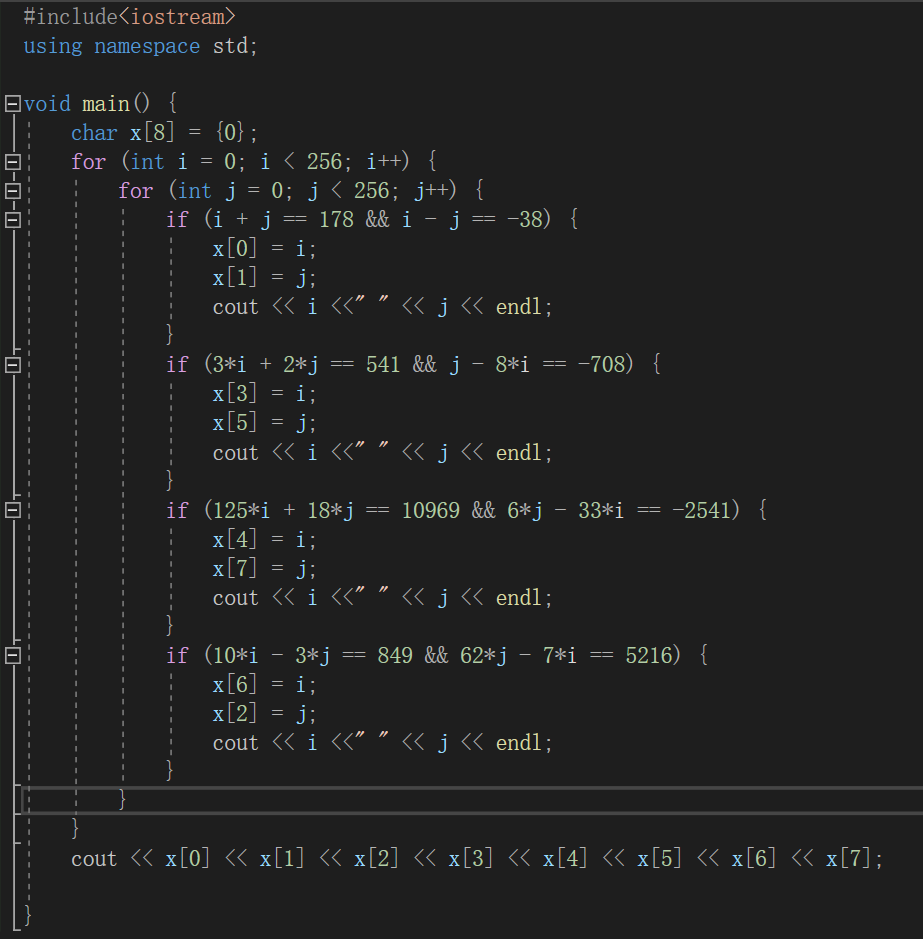 #include<iostream>
using namespace std;
void main() {
char x[8] = {0};
for (int i = 0; i < 256; i++) {
for (int j = 0; j < 256; j++) {
if (i + j == 178 && i - j == -38) {
x[0] = i;
x[1] = j;
cout << i <<" " << j << endl;
}
if (3*i + 2*j == 541 && j - 8*i == -708) {
x[3] = i;
x[5] = j;
cout << i <<" " << j << endl;
}
if (125*i + 18*j == 10969 && 6*j - 33*i == -2541) {
x[4] = i;
x[7] = j;
cout << i <<" " << j << endl;
}
if (10*i - 3*j == 849 && 62*j - 7*i == 5216) {
x[6] = i;
x[2] = j;
cout << i <<" " << j << endl;
}
}
}
cout << x[0] << x[1] << x[2] << x[3] << x[4] << x[5] << x[6] << x[7];
}